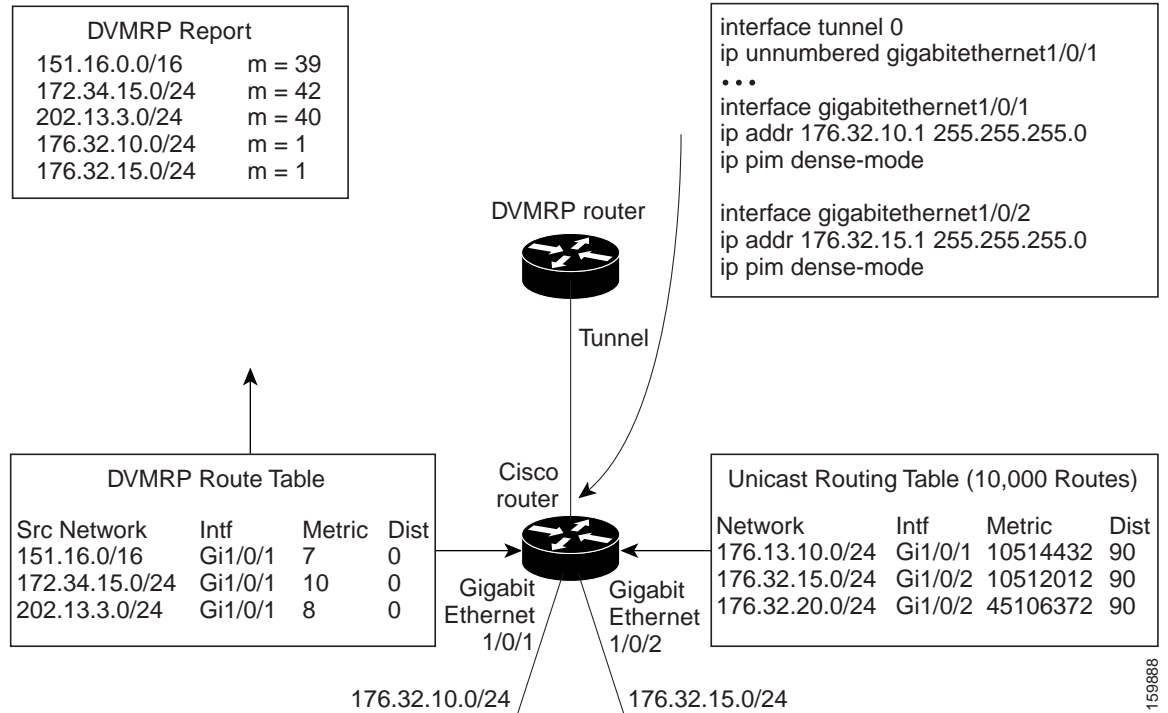 DVMRP Report
151.16.0.0/16 m = 39
172.34.15.0/24 m = 42
202.13.3.0/24 m = 40
176.32.10.0/24 m = 1
176.32.15.0/24 m = 1
interface tunnel 0
ip unnumbered gigabitethernet1/0/1
• • •
interface gigabitethernet1/0/1
ip addr 176.32.10.1 255.255.255.0
ip pim dense-mode
interface gigabitethernet1/0/2
ip addr 176.32.15.1 255.255.255.0
ip pim dense-mode
DVMRP router
Tunnel
Cisco
router
DVMRP Route Table
Src Network Intf Metric Dist
151.16.0/16 Gi1/0/1 7 0
172.34.15.0/24 Gi1/0/1 10 0
202.13.3.0/24 Gi1/0/1 8 0
Unicast Routing Table (10,000 Routes)
Network Intf Metric Dist
176.13.10.0/24 Gi1/0/1 10514432 90
176.32.15.0/24 Gi1/0/2 10512012 90
176.32.20.0/24 Gi1/0/2 45106372 90
Gigabit
Ethernet
1/0/1
Gigabit
Ethernet
1/0/2
176.32.10.0/24
176.32.15.0/24
159888